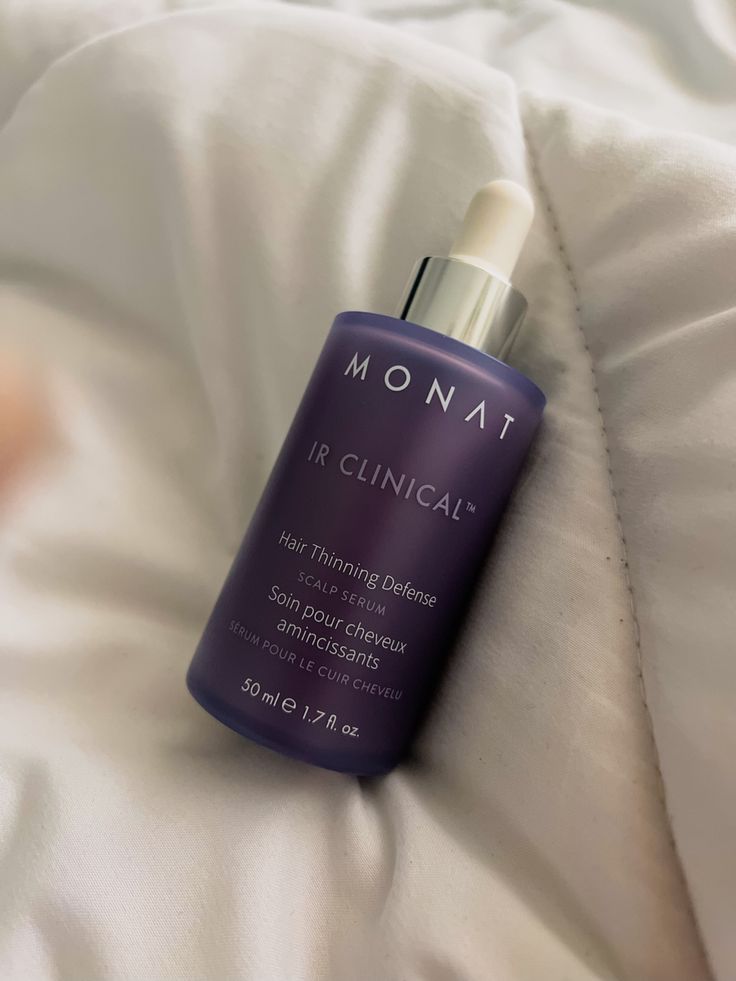 MONAT
IR CLINICAL™
Hair Thinning Defense
SCALP SERUM
Soin pour cheveux
amincissants
SÉRUM POUR LE CUIR CHEVELU
50 ml ℮ 1.7 fl. oz.